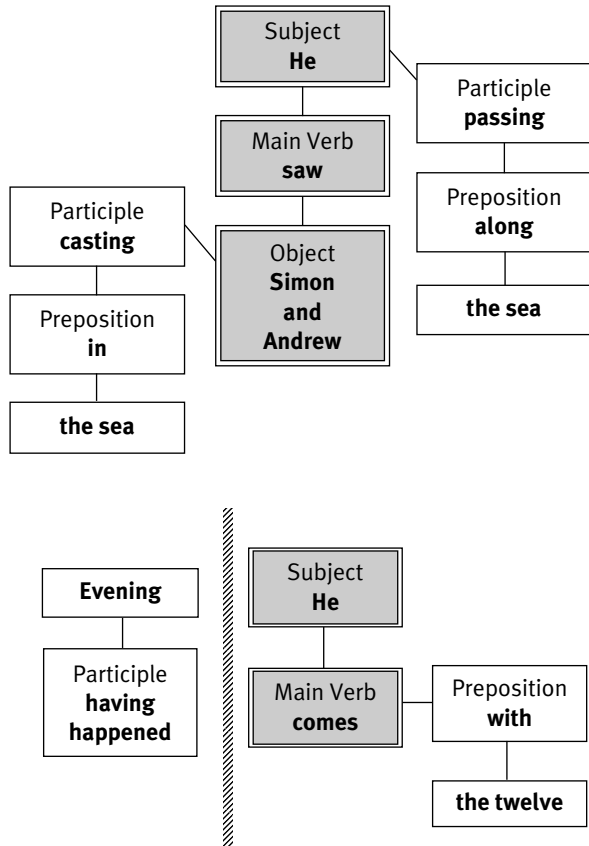 Subject
He
Participle
passing
Main Verb
saw
Preposition
along
Participle
casting
Object
Simon
and
Andrew
the sea
Preposition
in
the sea
Evening
Participle
having
happened
Subject
He
Main Verb
comes
Preposition
with
the twelve